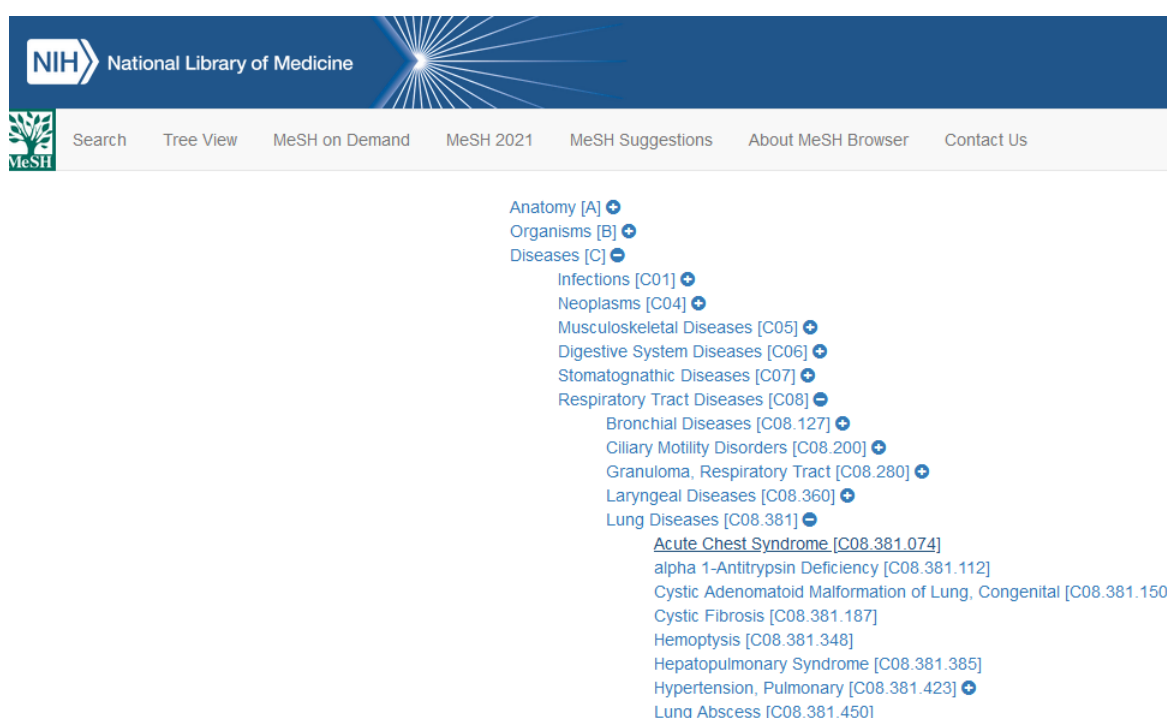 NIH National Library of Medicine
MeSH Search Tree View MeSH on Demand MeSH 2021 MeSH Suggestions About MeSH Browser Contact Us
Anatomy [A]
Organisms [B]
Diseases [C]
Infections [C01]
Neoplasms [C04]
Musculoskeletal Diseases [C05]
Digestive System Diseases [C06]
Stomatognathic Diseases [C07]
Respiratory Tract Diseases [C08]
Bronchial Diseases [C08.127]
Ciliary Motility Disorders [C08.200]
Granuloma, Respiratory Tract [C08.280]
Laryngeal Diseases [C08.360]
Lung Diseases [C08.381]
Acute Chest Syndrome [C08.381.074]
alpha 1-Antitrypsin Deficiency [C08.381.112]
Cystic Adenomatoid Malformation of Lung, Congenital [C08.381.150
Cystic Fibrosis [C08.381.187]
Hemoptysis [C08.381.348]
Hepatopulmonary Syndrome [C08.381.385]
Hypertension, Pulmonary [C08.381.423]
Lung Abscess [C08.381.450]